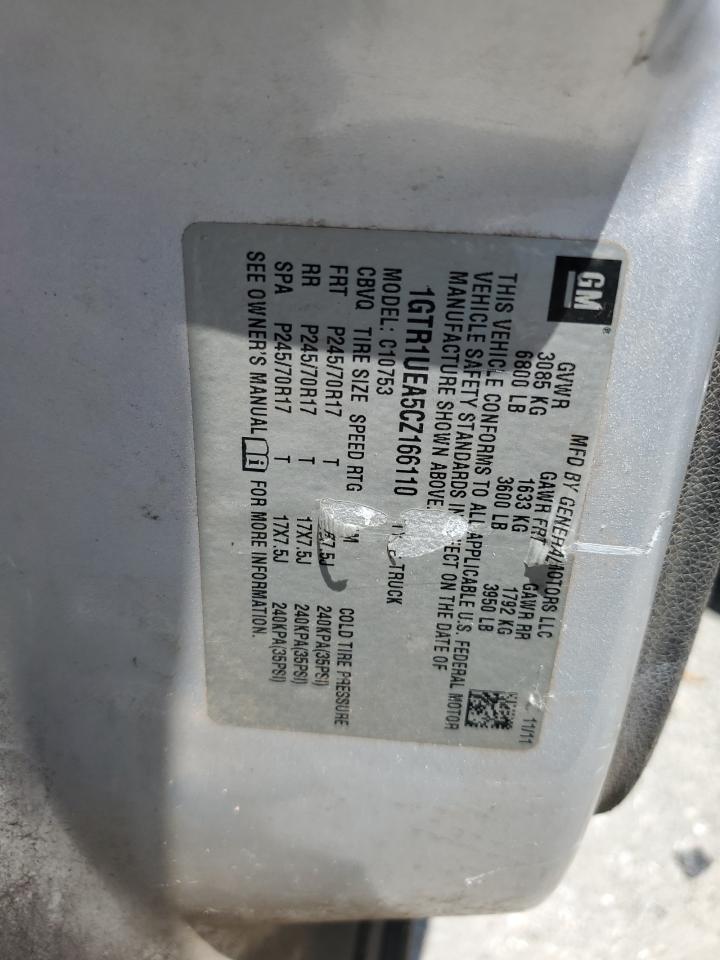 GM®
MFD BY GENERAL MOTORS LLC 11/11
GVWR GAWR FRT GAWR RR
3085 KG 1633 KG 1792 KG
6800 LB 3600 LB 3950 LB
THIS VEHICLE CONFORMS TO ALL APPLICABLE U.S. FEDERAL MOTOR
VEHICLE SAFETY STANDARDS IN EFFECT ON THE DATE OF
MANUFACTURE SHOWN ABOVE.
1GTR1UEA5CZ166110 TRUCK
MODEL: C10753
CBVQ TIRE SIZE SPEED RTG COLD TIRE PRESSURE
FRT P245/70R17 T X7.5J 240KPA(35PSI)
RR P245/70R17 T 17X7.5J 240KPA(35PSI)
SPA P245/70R17 T 17X7.5J 240KPA(35PSI)
SEE OWNER'S MANUAL FOR MORE INFORMATION.